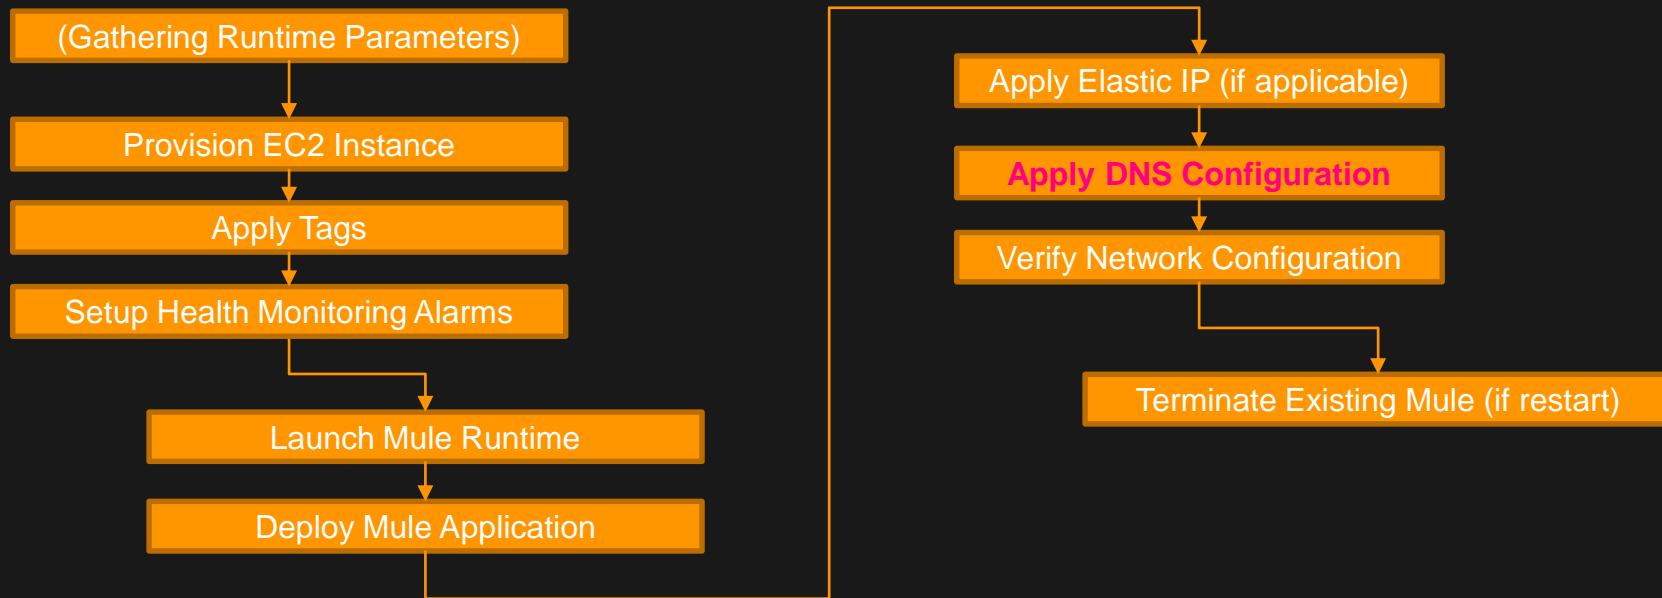 (Gathering Runtime Parameters)
Provision EC2 Instance
Apply Tags
Setup Health Monitoring Alarms
Launch Mule Runtime
Deploy Mule Application
Apply Elastic IP (if applicable)
Apply DNS Configuration
Verify Network Configuration
Terminate Existing Mule (if restart)